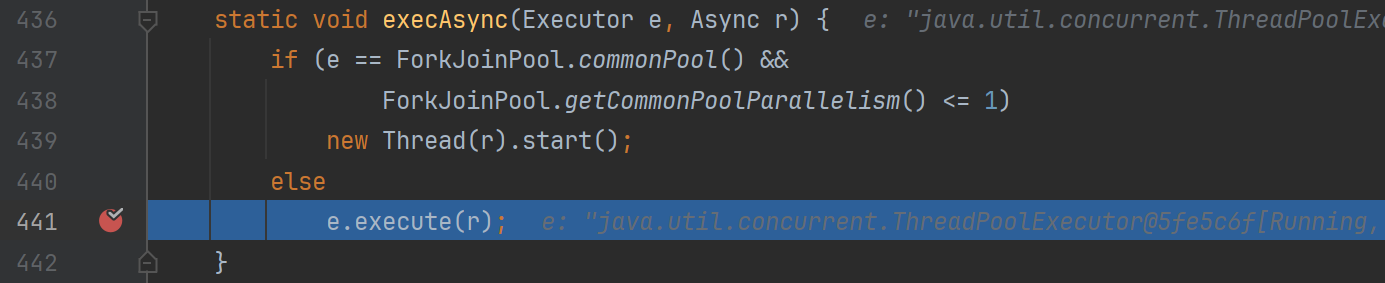 436 static void execAsync(Executor e, Async r) { e: "java.util.concurrent.ThreadPoolExe
437 if (e == ForkJoinPool.commonPool() &&
438 ForkJoinPool.getCommonPoolParallelism() <= 1)
439 new Thread(r).start();
440 else
441 e.execute(r); e: "java.util.concurrent.ThreadPoolExecutor@5fe5c6f[Running,
442 }